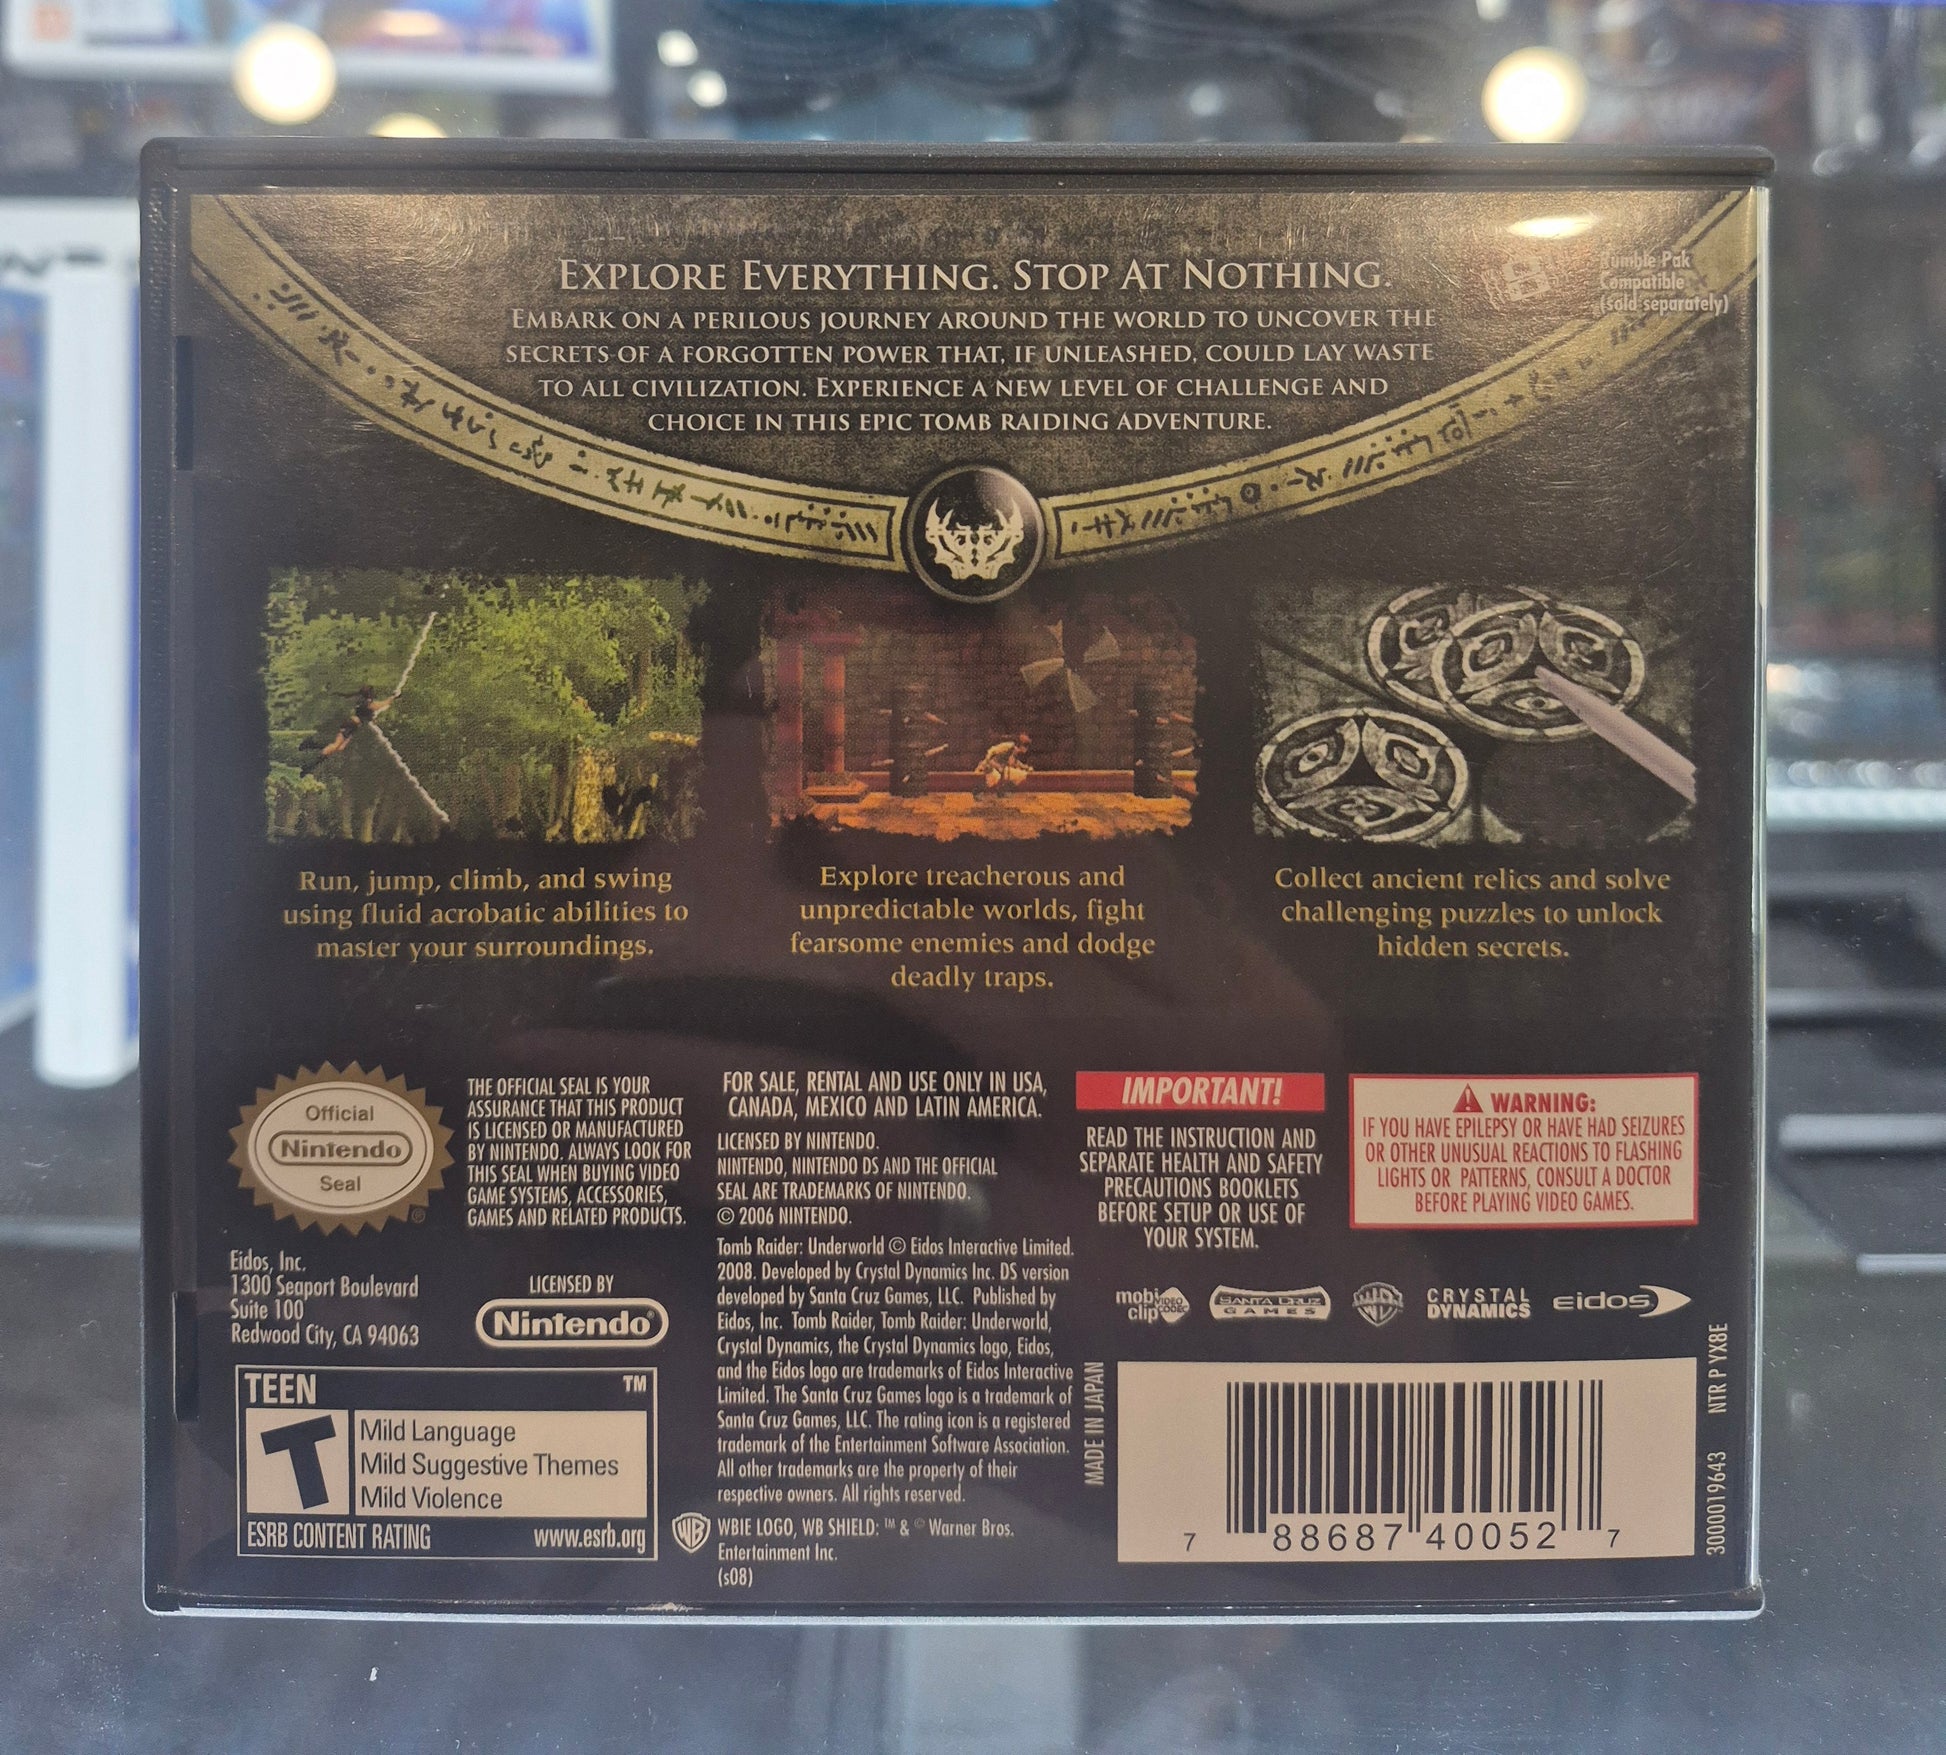 EXPLORE EVERYTHING. STOP AT NOTHING.
EMBARK ON A PERILOUS JOURNEY AROUND THE WORLD TO UNCOVER THE
SECRETS OF A FORGOTTEN POWER THAT, IF UNLEASHED, COULD LAY WASTE
TO ALL CIVILIZATION. EXPERIENCE A NEW LEVEL OF CHALLENGE AND
CHOICE IN THIS EPIC TOMB RAIDING ADVENTURE.
Rumble Pak
Compatible
(sold separately)
Run, jump, climb, and swing
using fluid acrobatic abilities to
master your surroundings.
Explore treacherous and
unpredictable worlds, fight
fearsome enemies and dodge
deadly traps.
Collect ancient relics and solve
challenging puzzles to unlock
hidden secrets.
Official
Nintendo
Seal
®
THE OFFICIAL SEAL IS YOUR
ASSURANCE THAT THIS PRODUCT
IS LICENSED OR MANUFACTURED
BY NINTENDO. ALWAYS LOOK FOR
THIS SEAL WHEN BUYING VIDEO
GAME SYSTEMS, ACCESSORIES,
GAMES AND RELATED PRODUCTS.
Eidos, Inc.
1300 Seaport Boulevard
Suite 100
Redwood City, CA 94063
LICENSED BY
Nintendo®
TEEN TM
T
Mild Language
Mild Suggestive Themes
Mild Violence
ESRB CONTENT RATING www.esrb.org
FOR SALE, RENTAL AND USE ONLY IN USA,
CANADA, MEXICO AND LATIN AMERICA.
LICENSED BY NINTENDO.
NINTENDO, NINTENDO DS AND THE OFFICIAL
SEAL ARE TRADEMARKS OF NINTENDO.
© 2006 NINTENDO.
Tomb Raider: Underworld © Eidos Interactive Limited.
2008. Developed by Crystal Dynamics Inc. DS version
developed by Santa Cruz Games, LLC. Published by
Eidos, Inc. Tomb Raider, Tomb Raider: Underworld,
Crystal Dynamics, the Crystal Dynamics logo, Eidos,
and the Eidos logo are trademarks of Eidos Interactive
Limited. The Santa Cruz Games logo is a trademark of
Santa Cruz Games, LLC. The rating icon is a registered
trademark of the Entertainment Software Association.
All other trademarks are the property of their
respective owners. All rights reserved.
WB
WBIE LOGO, WB SHIELD: ™ & © Warner Bros.
Entertainment Inc.
(s08)
IMPORTANT!
READ THE INSTRUCTION AND
SEPARATE HEALTH AND SAFETY
PRECAUTIONS BOOKLETS
BEFORE SETUP OR USE OF
YOUR SYSTEM.
WARNING:
IF YOU HAVE EPILEPSY OR HAVE HAD SEIZURES
OR OTHER UNUSUAL REACTIONS TO FLASHING
LIGHTS OR PATTERNS, CONSULT A DOCTOR
BEFORE PLAYING VIDEO GAMES.
mobi
clip
VIDEO
CODEC
SANTA CRUZ
GAMES
WB
CRYSTAL
DYNAMICS
eidos
MADE IN JAPAN
7 88687 40052 7
3000019643 NTR P YX8E